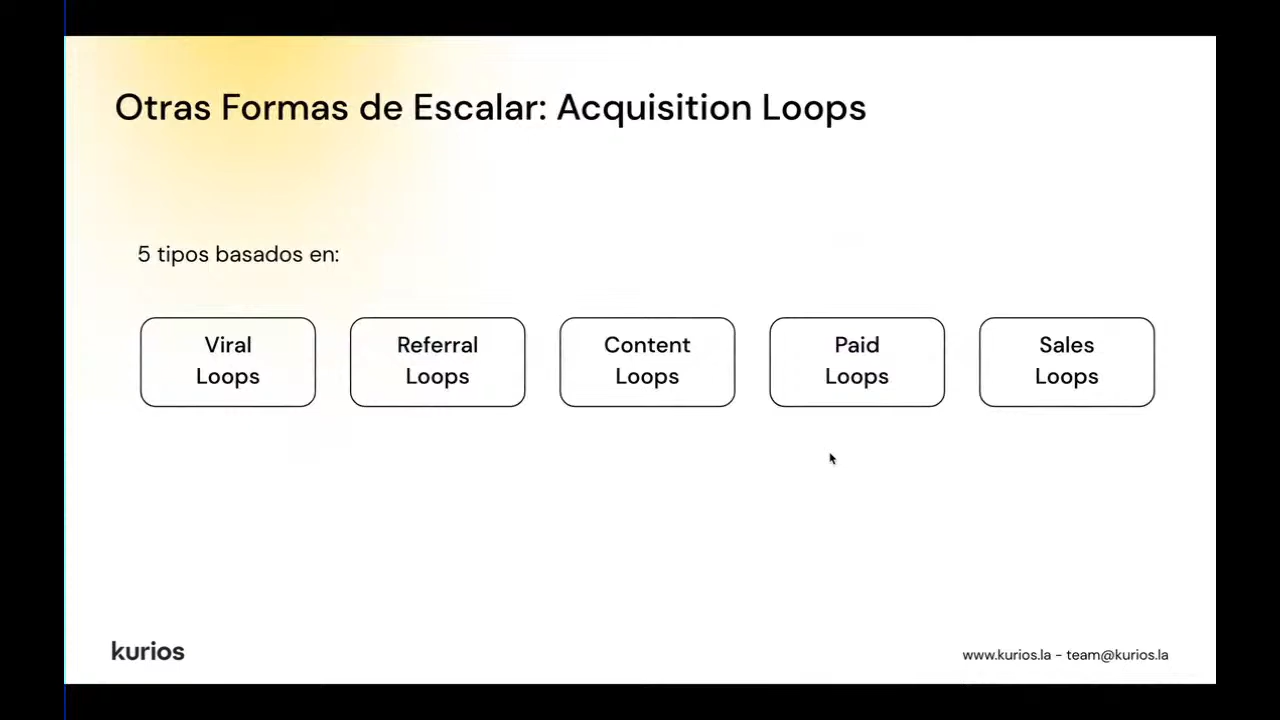 Otras Formas de Escalar: Acquisition Loops
5 tipos basados en:
Viral
Loops
Referral
Loops
Content
Loops
Paid
Loops
Sales
Loops
kurios
www.kurios.la - team@kurios.la